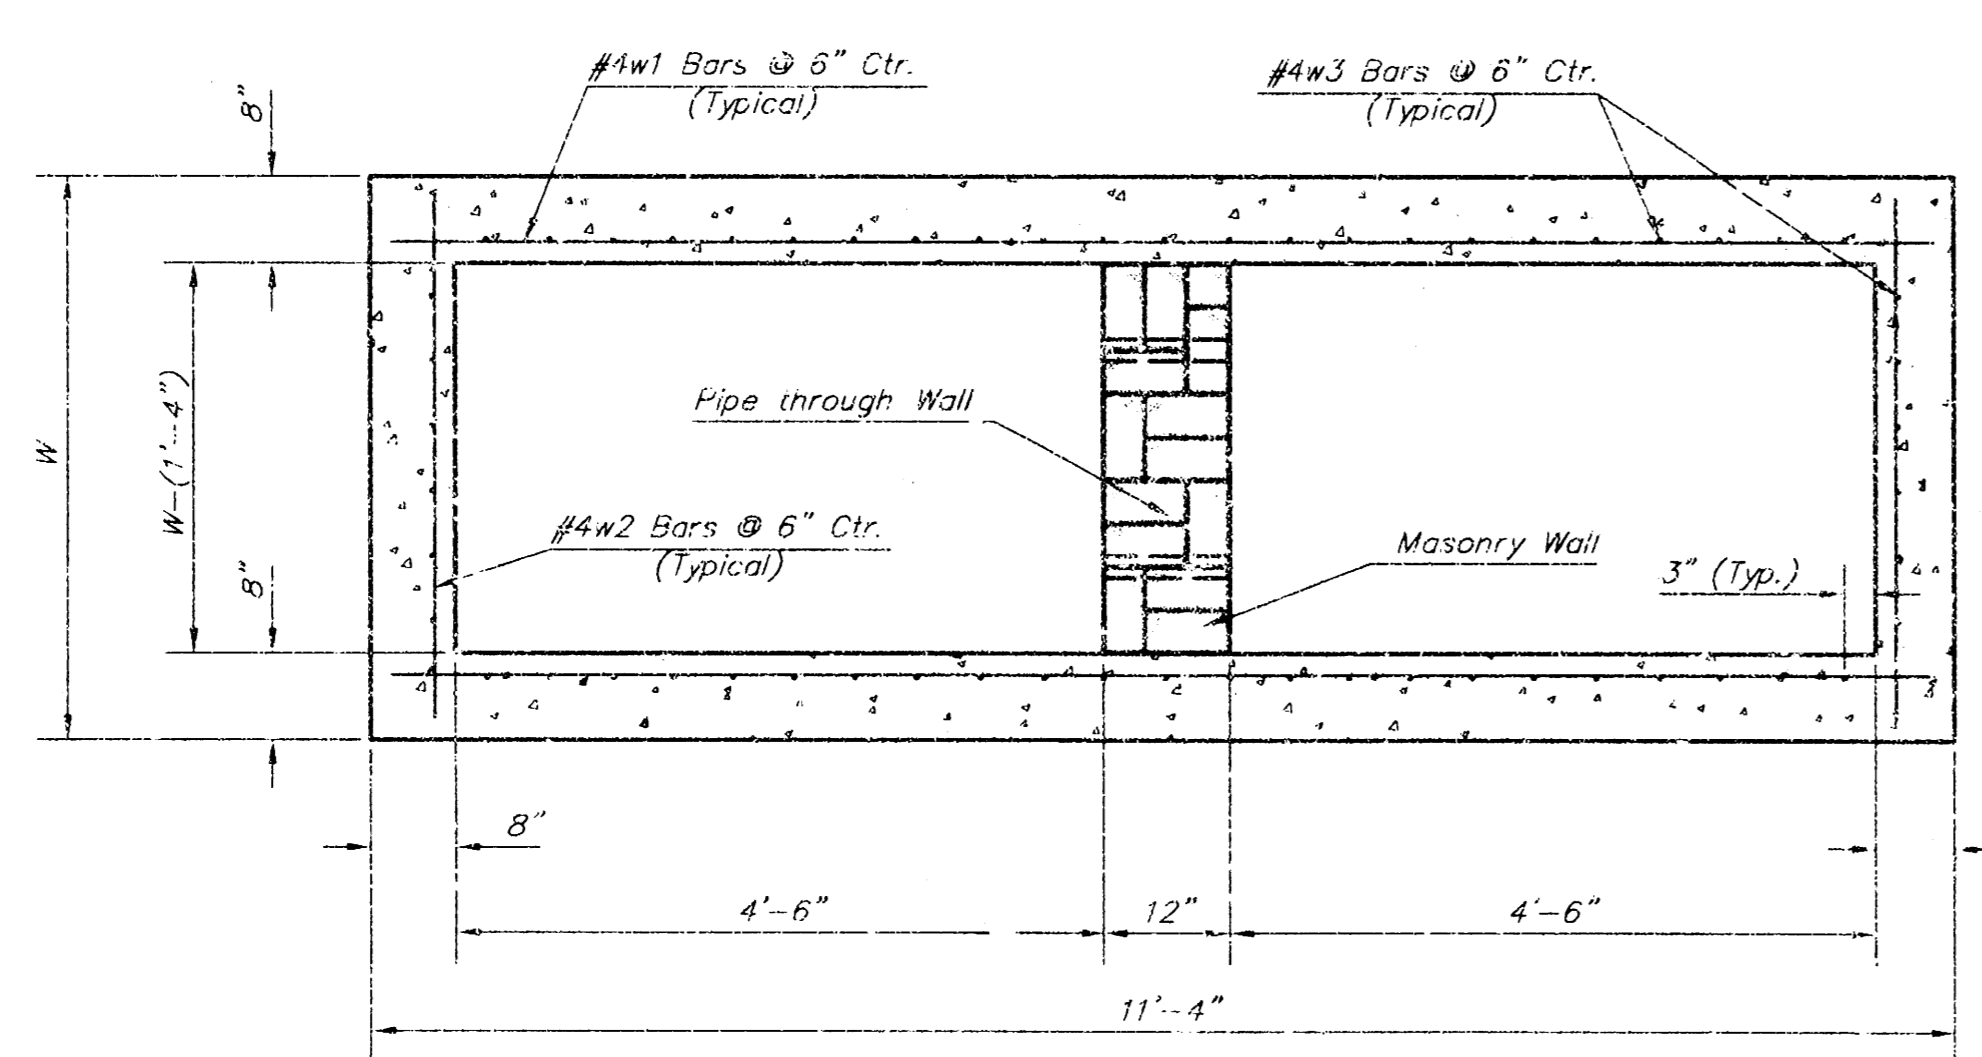 #4w1 Bars @ 6" Ctr.
(Typical)
#4w3 Bars @ 6" Ctr.
(Typical)
8"
W
W-(1'-4")
8"
Pipe through Wall
#4w2 Bars @ 6" Ctr.
(Typical)
Masonry Wall
3" (Typ.)
8"
4'-6"
12"
4'-6"
11'-4"